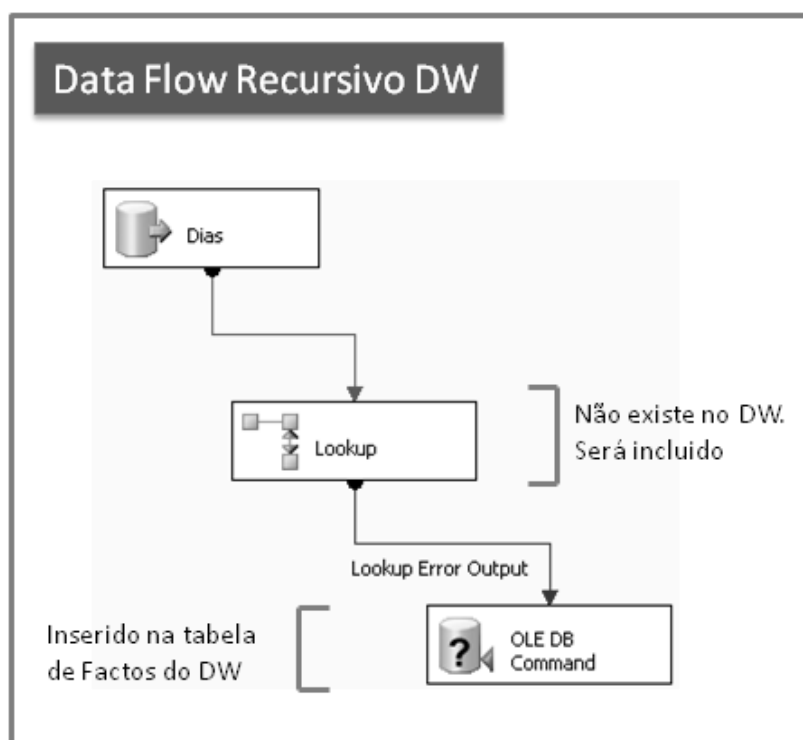 Data Flow Recursivo DW
Dias
Lookup
Não existe no DW.
Será incluido
Lookup Error Output
Inserido na tabela
de Factos do DW
?
OLE DB
Command